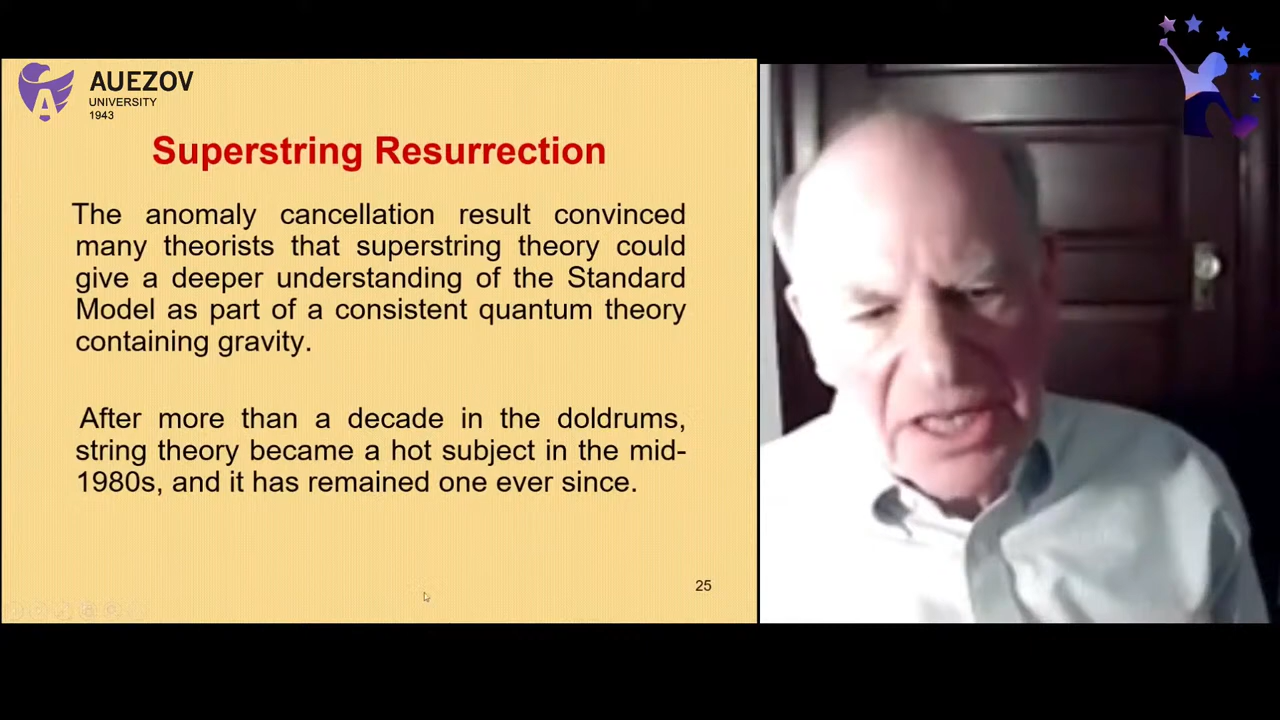 AUEZOV
UNIVERSITY
1943
Superstring Resurrection
The anomaly cancellation result convinced
many theorists that superstring theory could
give a deeper understanding of the Standard
Model as part of a consistent quantum theory
containing gravity.
After more than a decade in the doldrums,
string theory became a hot subject in the mid-
1980s, and it has remained one ever since.
25